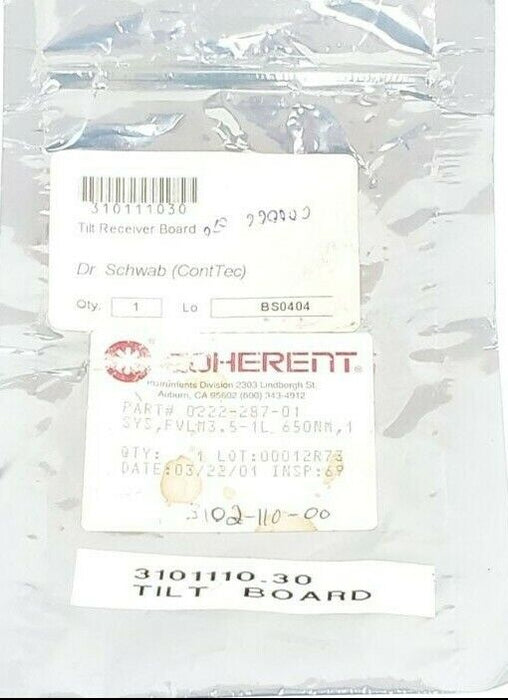 310111030
Tilt Receiver Board
Dr Schwab (ContTec)
Qty. 1 Lo BS0404
COHERENT®
Instruments Division 2303 Lindbergh St.
Auburn, CA 95602 (800) 343-4912
PART# 0222-287-01
SYS,FVLM3.5-1L 650NM,1
QTY: 1 LOT:00012R73
DATE:03/22/01 INSP:69
3102-110-00
3101110-30
TILT BOARD